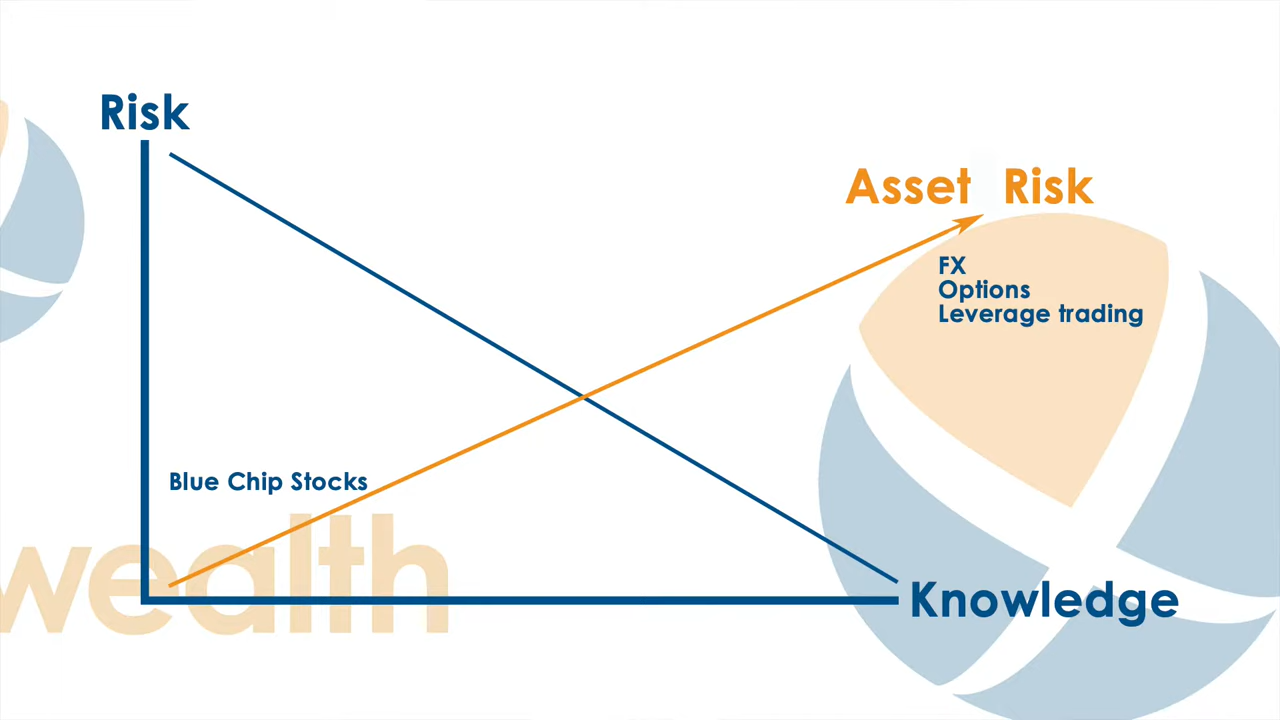 Risk
Asset Risk
FX
Options
Leverage trading
Blue Chip Stocks
wealth
Knowledge